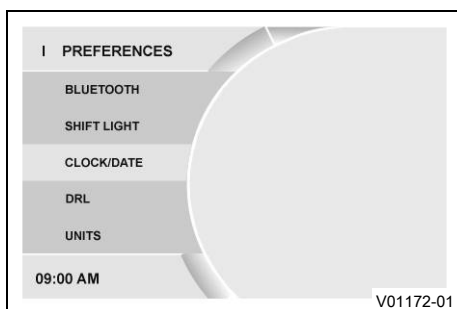 I PREFERENCES
BLUETOOTH
SHIFT LIGHT
CLOCK/DATE
DRL
UNITS
09:00 AM
V01172-01